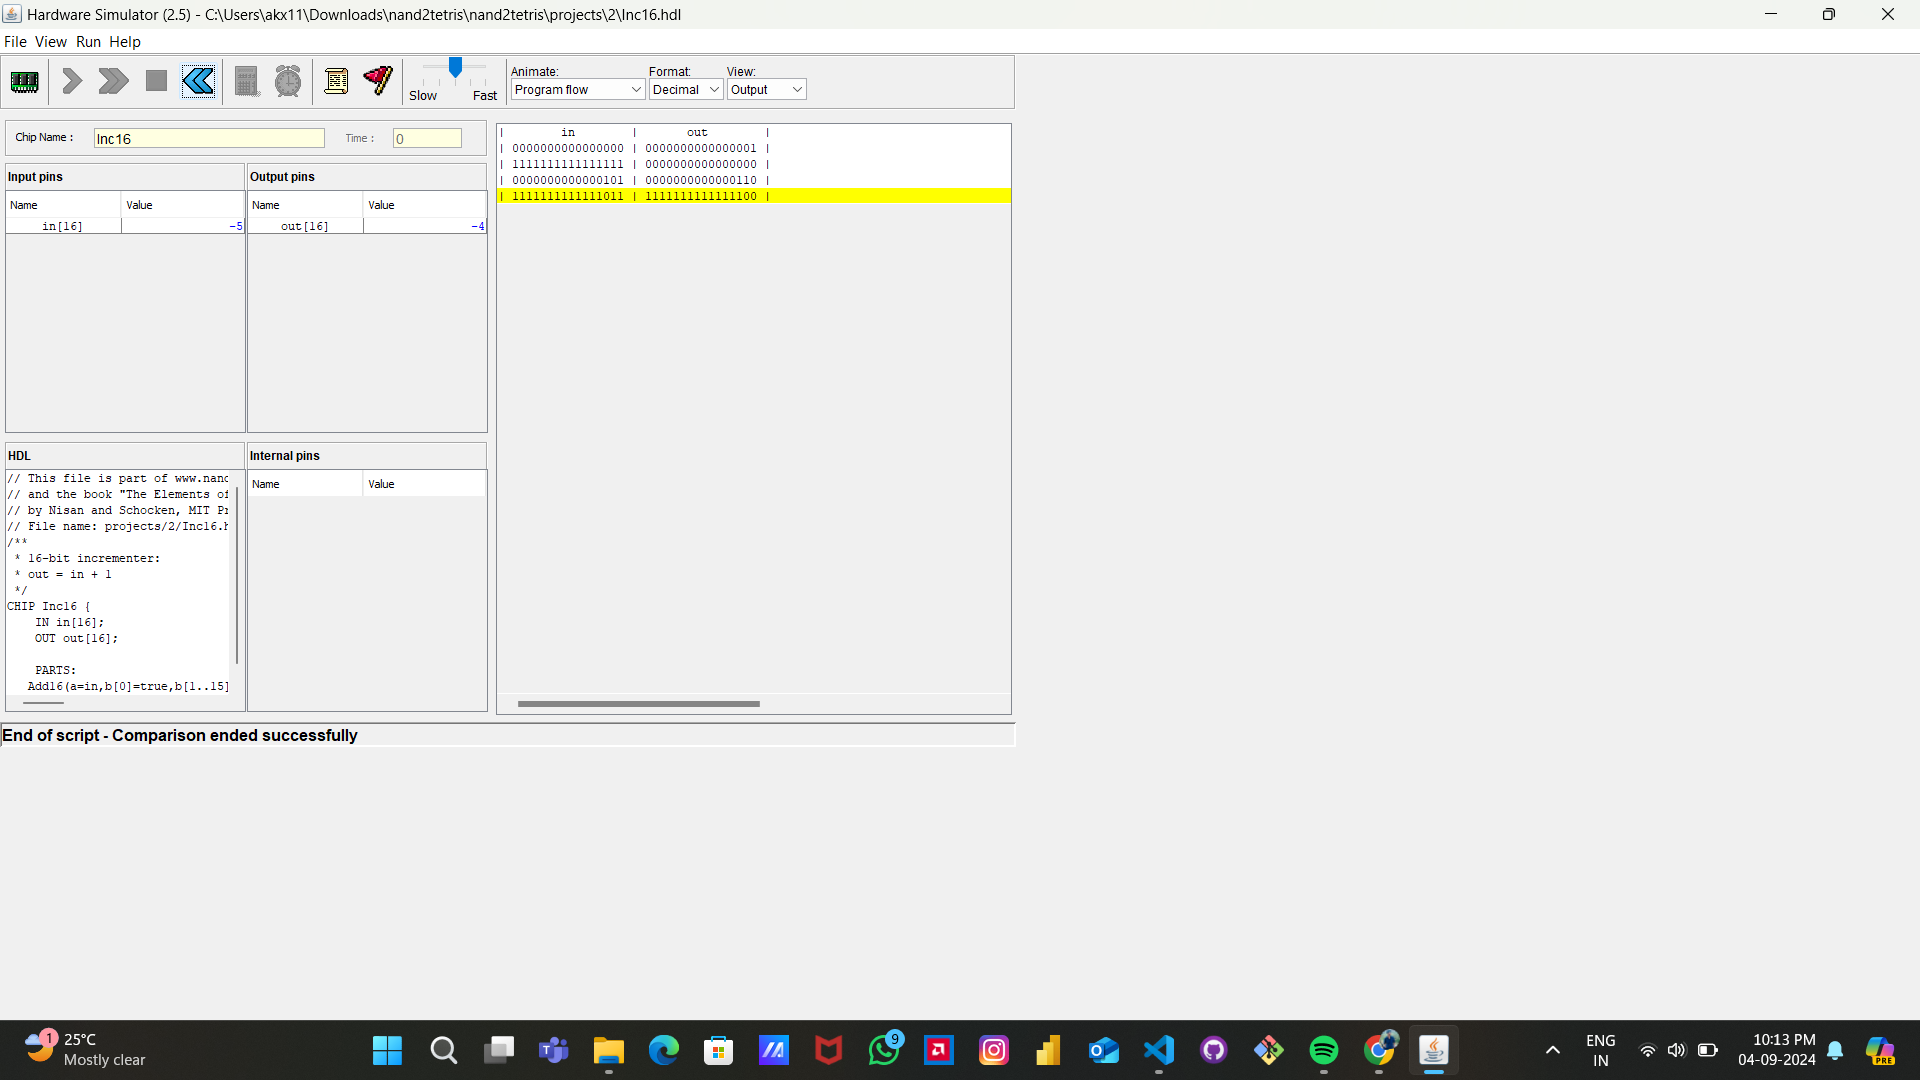 Hardware Simulator (2.5) - C:\Users\akx11\Downloads\nand2tetris\nand2tetris\projects\2\Inc16.hdl
File View Run Help
Slow Fast
Animate: Format: View:
Program flow Decimal Output
Chip Name : Inc16 Time : 0
Input pins
Name Value
in[16] -5
Output pins
Name Value
out[16] -4
| in | out |
| 0000000000000000 | 0000000000000001 |
| 1111111111111111 | 0000000000000000 |
| 0000000000000101 | 0000000000000110 |
| 1111111111111011 | 1111111111111100 |
HDL
// This file is part of www.nand
// and the book "The Elements of
// by Nisan and Schocken, MIT Pr
// File name: projects/2/Inc16.h
/**
* 16-bit incrementer:
* out = in + 1
*/
CHIP Inc16 {
IN in[16];
OUT out[16];
PARTS:
Add16(a=in,b[0]=true,b[1..15]
Internal pins
Name Value
End of script - Comparison ended successfully
1
25°C
Mostly clear
9
PRE
ENG
IN
10:13 PM
04-09-2024